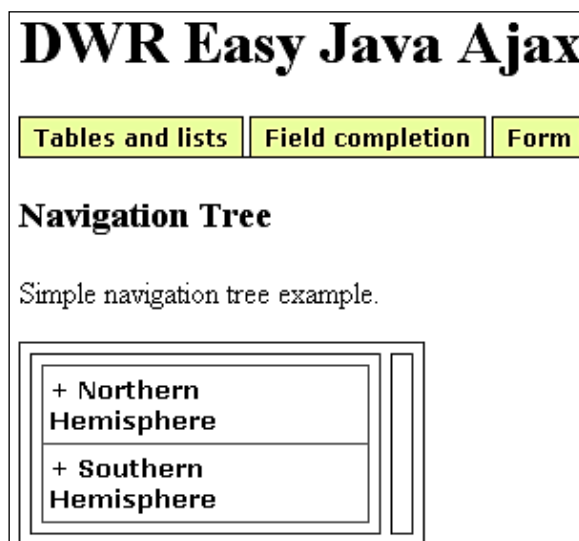 DWR Easy Java Ajax
Tables and lists Field completion Form
Navigation Tree
Simple navigation tree example.
+ Northern
Hemisphere
+ Southern
Hemisphere